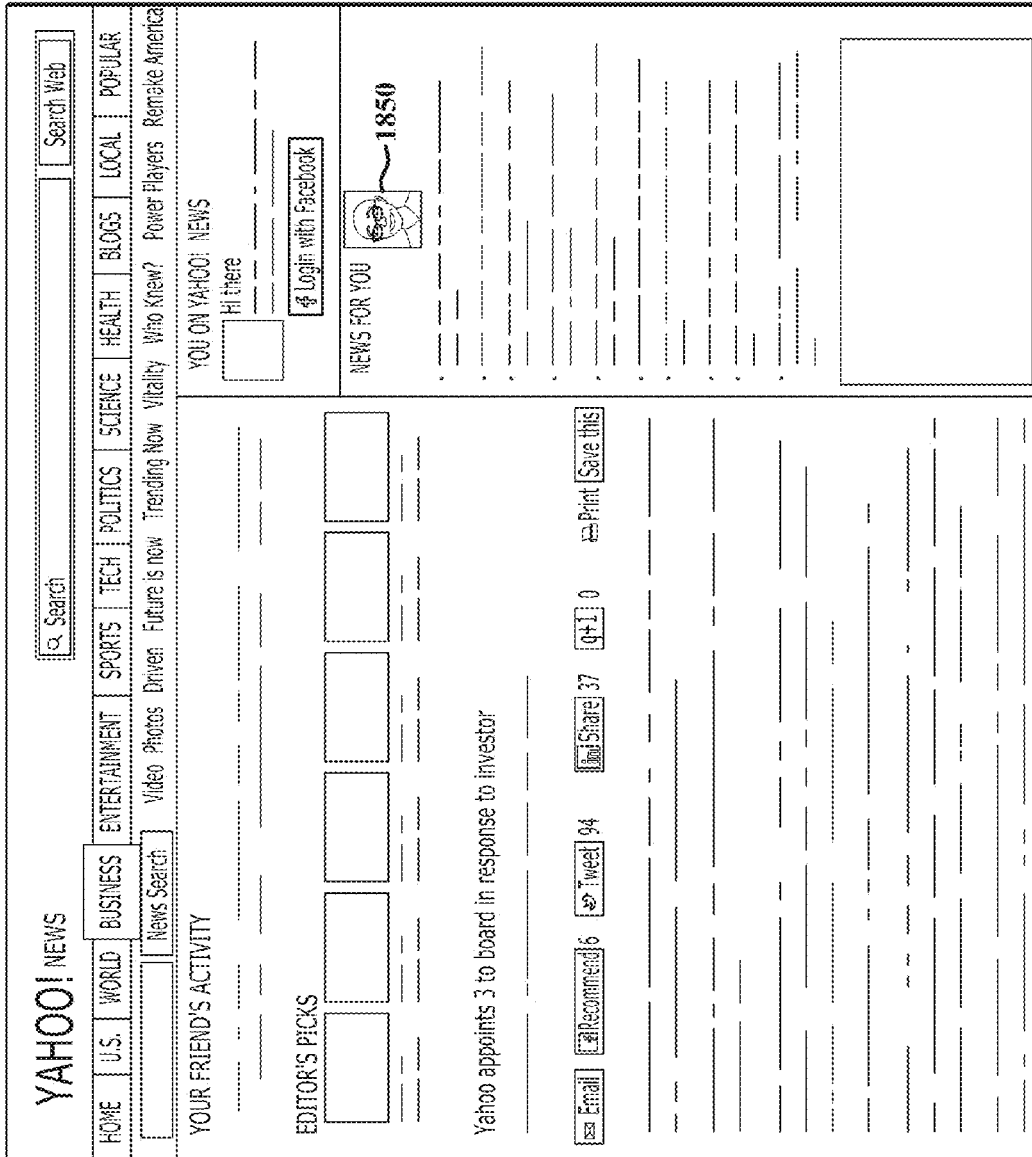 YAHOO! NEWS
Search
Search Web
HOME U.S. WORLD BUSINESS ENTERTAINMENT SPORTS TECH POLITICS SCIENCE HEALTH BLOGS LOCAL POPULAR
News Search Video Photos Driven Future is now Trending Now Vitality Who Knew? Power Players Remake America
YOUR FRIEND'S ACTIVITY
EDITOR'S PICKS
Yahoo appoints 3 to board in response to investor
Email Recommend 6 Tweet 94 Share 37 q+1 0 Print Save this
YOU ON YAHOO! NEWS
Hi there
Login with Facebook
NEWS FOR YOU
1850